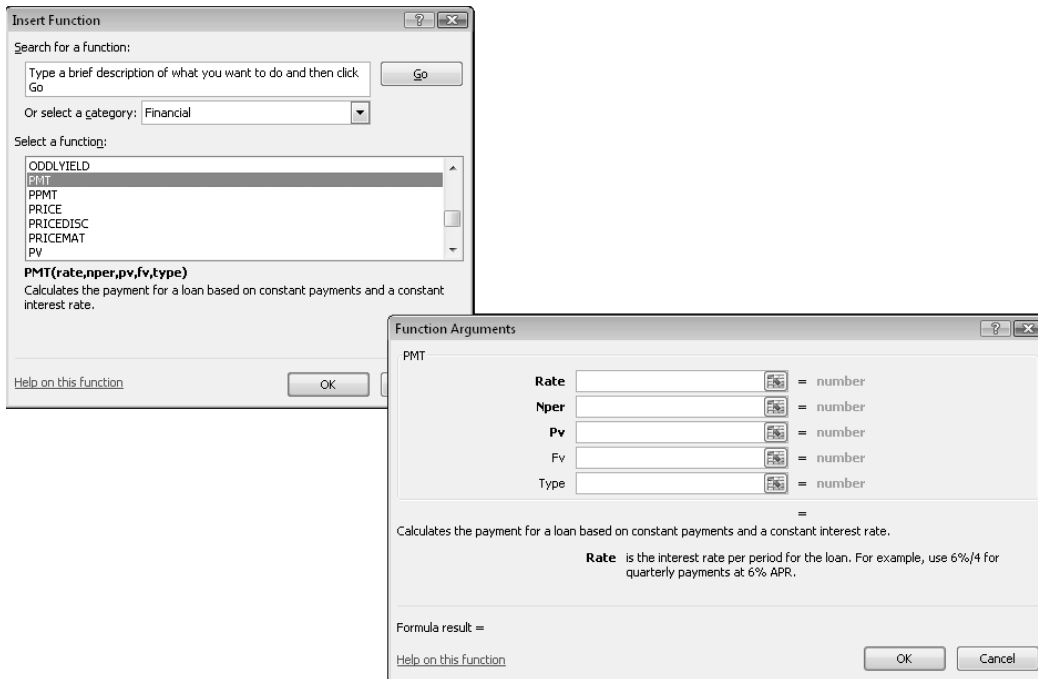 Insert Function
Search for a function:
Type a brief description of what you want to do and then click
Go
Go
Or select a category: Financial
Select a function:
ODDLYIELD
PMT
PPMT
PRICE
PRICEDISC
PRICEMAT
PV
PMT(rate,nper,pv,fv,type)
Calculates the payment for a loan based on constant payments and a constant
interest rate.
Help on this function
OK
Function Arguments
PMT
Rate = number
Nper = number
Pv = number
Fv = number
Type = number
=
Calculates the payment for a loan based on constant payments and a constant interest rate.
Rate is the interest rate per period for the loan. For example, use 6%/4 for
quarterly payments at 6% APR.
Formula result =
Help on this function
OK Cancel